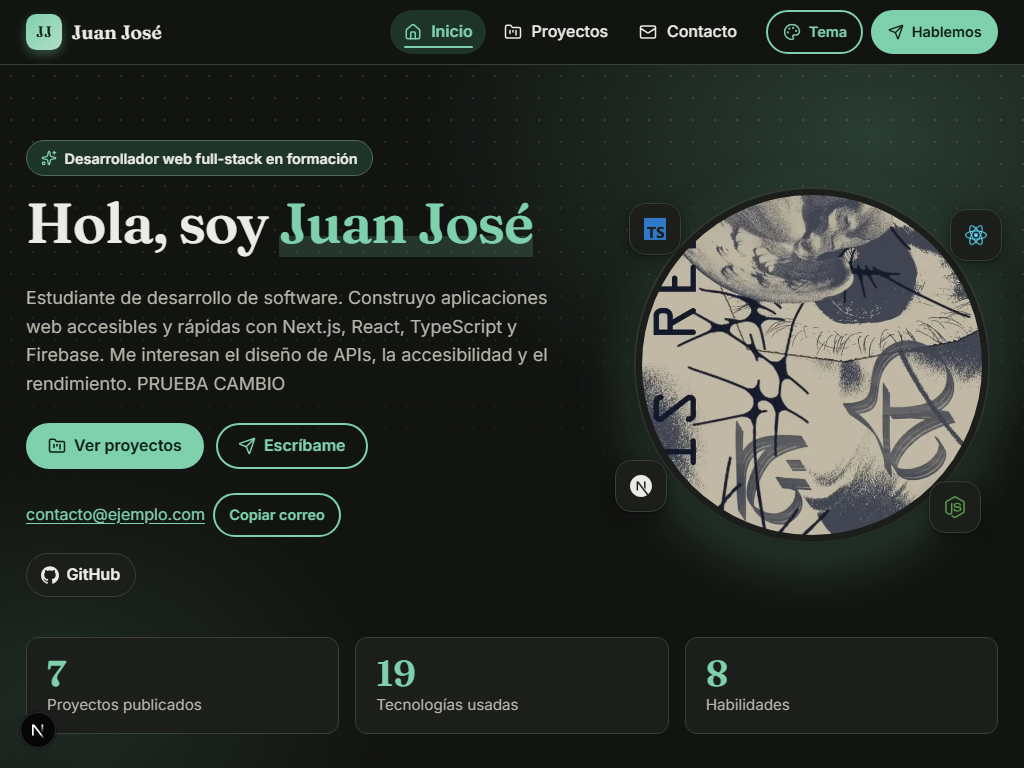 JJ Juan José Inicio Proyectos Contacto Tema Hablemos
Desarrollador web full-stack en formación
Hola, soy Juan José
Estudiante de desarrollo de software. Construyo aplicaciones
web accesibles y rápidas con Next.js, React, TypeScript y
Firebase. Me interesan el diseño de APIs, la accesibilidad y el
rendimiento. PRUEBA CAMBIO
Ver proyectos Escríbame
contacto@ejemplo.com Copiar correo
GitHub
TS
IS RE
N
JS
7
Proyectos publicados
19
Tecnologías usadas
8
Habilidades
N